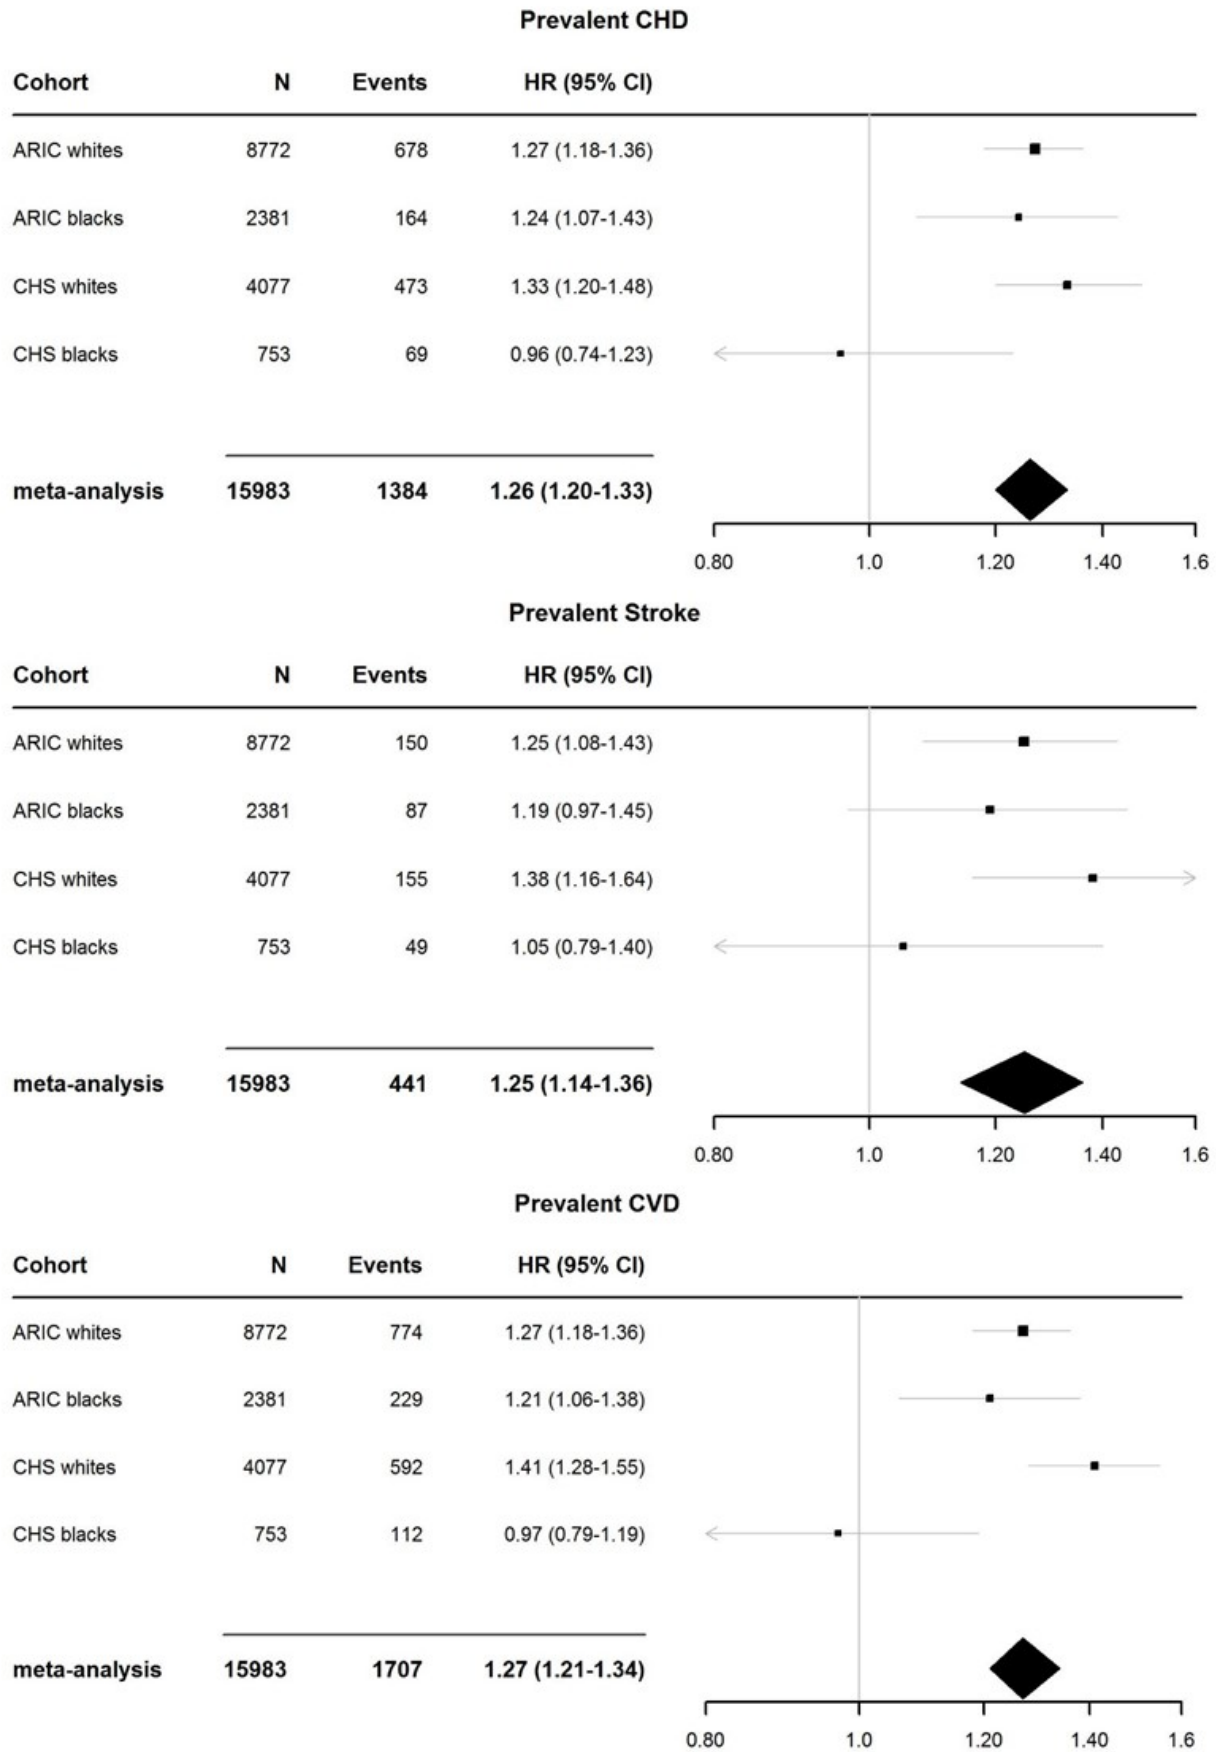 Prevalent CHD
Cohort N Events HR (95% CI)
ARIC whites 8772 678 1.27 (1.18-1.36)
ARIC blacks 2381 164 1.24 (1.07-1.43)
CHS whites 4077 473 1.33 (1.20-1.48)
CHS blacks 753 69 0.96 (0.74-1.23)
meta-analysis 15983 1384 1.26 (1.20-1.33)
0.80 1.0 1.20 1.40 1.6
Prevalent Stroke
Cohort N Events HR (95% CI)
ARIC whites 8772 150 1.25 (1.08-1.43)
ARIC blacks 2381 87 1.19 (0.97-1.45)
CHS whites 4077 155 1.38 (1.16-1.64)
CHS blacks 753 49 1.05 (0.79-1.40)
meta-analysis 15983 441 1.25 (1.14-1.36)
0.80 1.0 1.20 1.40 1.6
Prevalent CVD
Cohort N Events HR (95% CI)
ARIC whites 8772 774 1.27 (1.18-1.36)
ARIC blacks 2381 229 1.21 (1.06-1.38)
CHS whites 4077 592 1.41 (1.28-1.55)
CHS blacks 753 112 0.97 (0.79-1.19)
meta-analysis 15983 1707 1.27 (1.21-1.34)
0.80 1.0 1.20 1.40 1.6